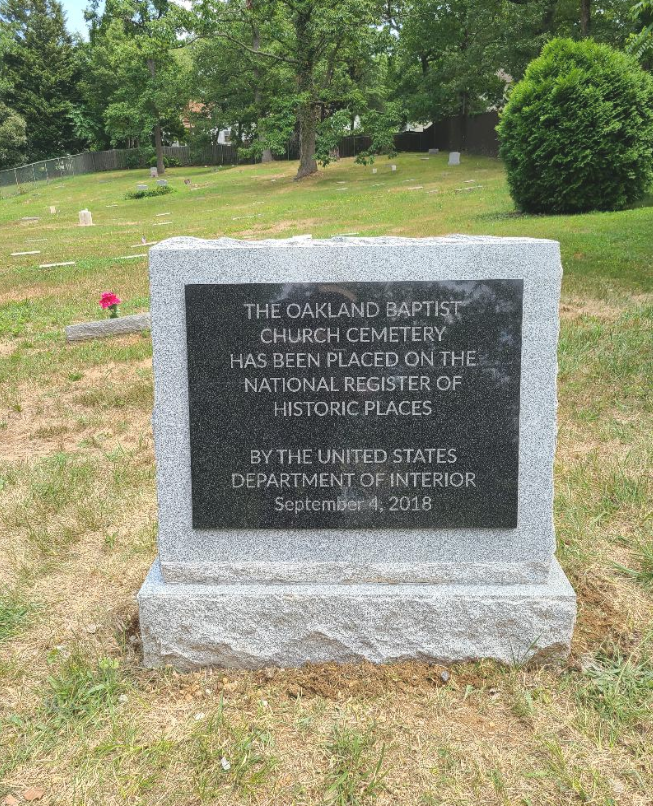 THE OAKLAND BAPTIST
CHURCH CEMETERY
HAS BEEN PLACED ON THE
NATIONAL REGISTER OF
HISTORIC PLACES
BY THE UNITED STATES
DEPARTMENT OF INTERIOR
September 4, 2018